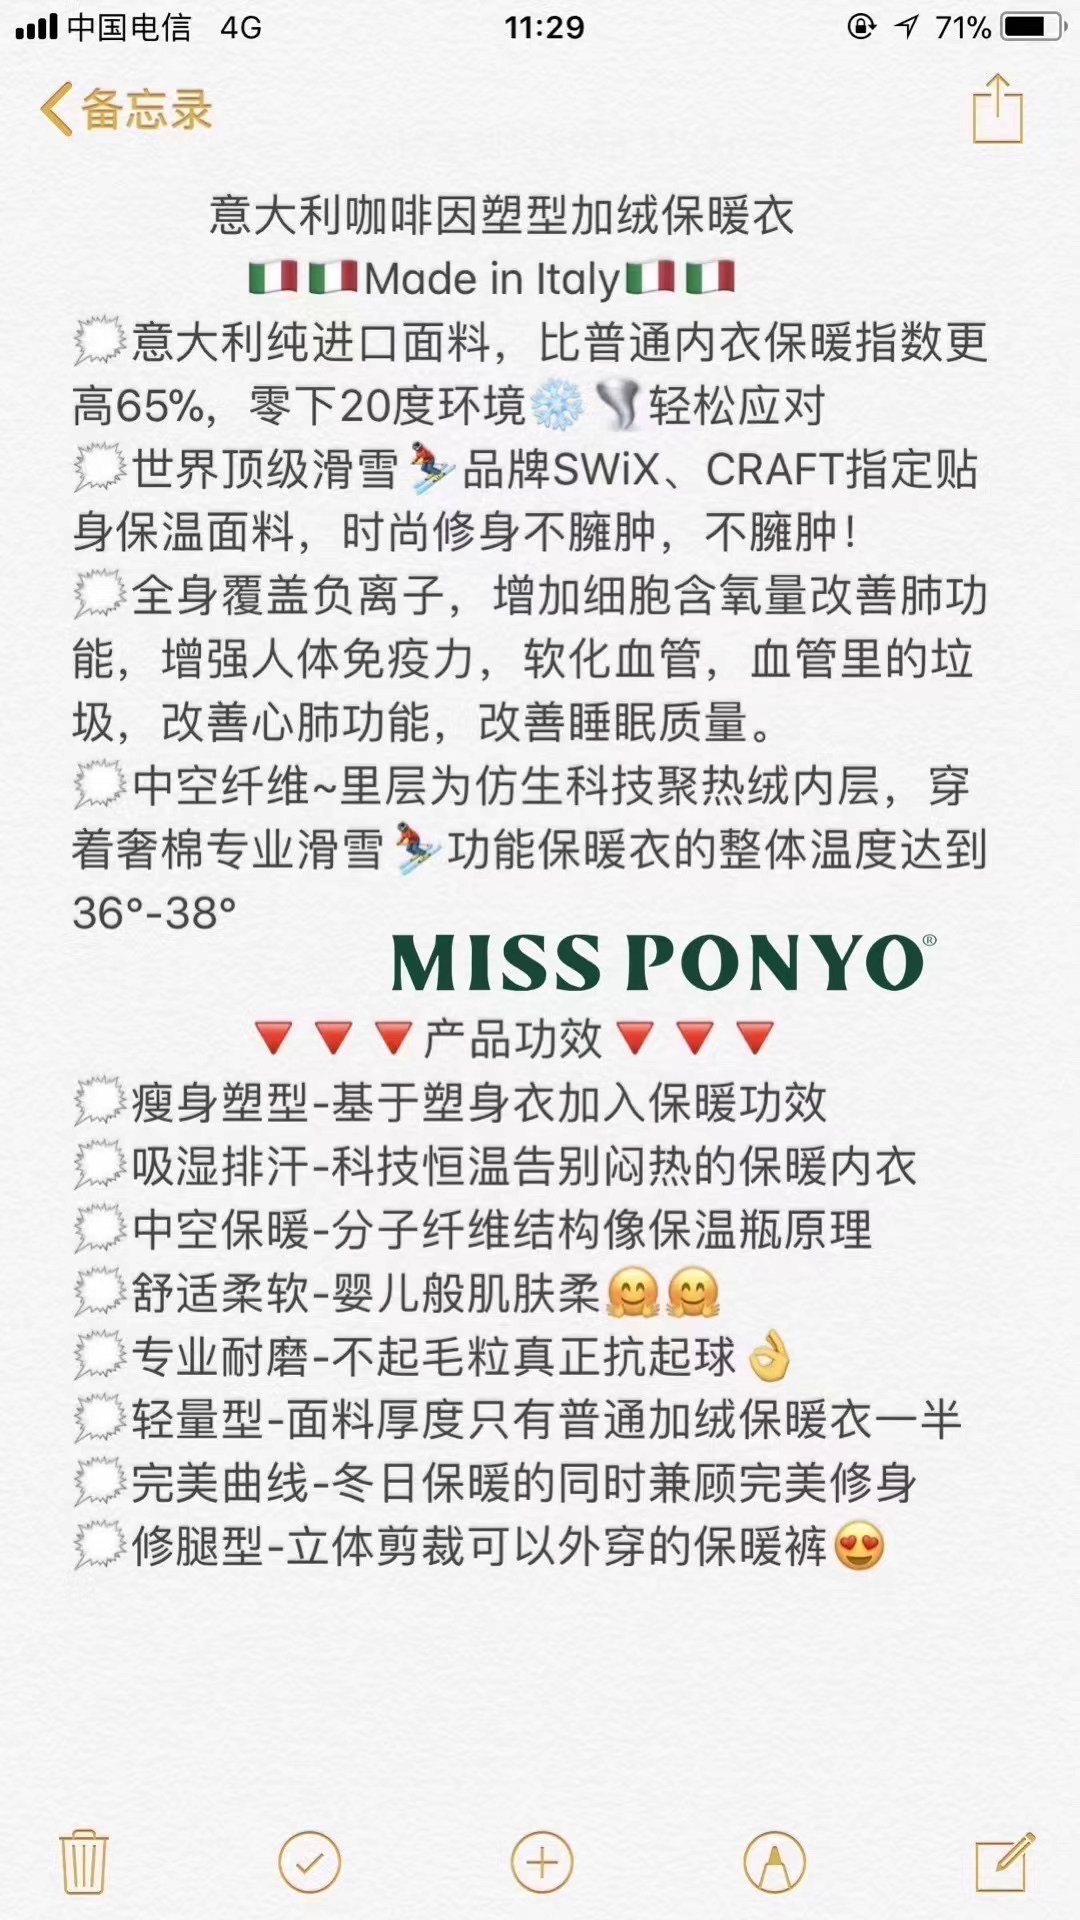 中国电信 4G 11:29 71%
备忘录
意大利咖啡因塑型加绒保暖衣
🇮🇹🇮🇹Made in Italy🇮🇹🇮🇹
🗯意大利纯进口面料，比普通内衣保暖指数更
高65%，零下20度环境❄️🌪轻松应对
🗯世界顶级滑雪⛷品牌SWiX、CRAFT指定贴
身保温面料，时尚修身不臃肿，不臃肿！
🗯全身覆盖负离子，增加细胞含氧量改善肺功
能，增强人体免疫力，软化血管，血管里的垃
圾，改善心肺功能，改善睡眠质量。
🗯中空纤维~里层为仿生科技聚热绒内层，穿
着奢棉专业滑雪⛷功能保暖衣的整体温度达到
36°-38°
MISS PONYO®
🔻🔻🔻产品功效🔻🔻🔻
🗯瘦身塑型-基于塑身衣加入保暖功效
🗯吸湿排汗-科技恒温告别闷热的保暖内衣
🗯中空保暖-分子纤维结构像保温瓶原理
🗯舒适柔软-婴儿般肌肤柔🤗🤗
🗯专业耐磨-不起毛粒真正抗起球👌
🗯轻量型-面料厚度只有普通加绒保暖衣一半
🗯完美曲线-冬日保暖的同时兼顾完美修身
🗯修腿型-立体剪裁可以外穿的保暖裤😍